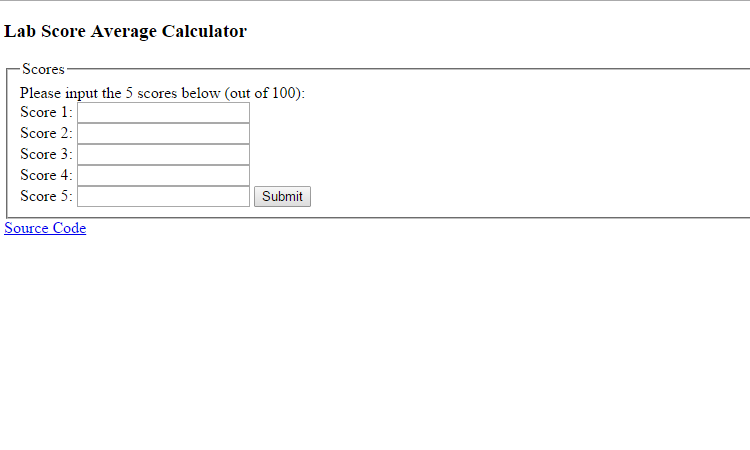 Lab Score Average Calculator
Scores
Please input the 5 scores below (out of 100):
Score 1:
Score 2:
Score 3:
Score 4:
Score 5: Submit
Source Code